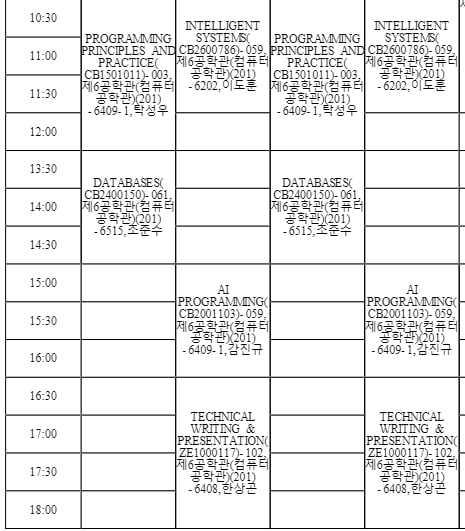 10:30
11:00
11:30
12:00
13:30
14:00
14:30
15:00
15:30
16:00
16:30
17:00
17:30
18:00
PROGRAMMING
PRINCIPLES AND
PRACTICE(
CB1501011)- 003,
제6공학관(컴퓨터
공학관)(201)
- 6409- 1,탁성우
DATABASES(
CB2400150)- 061,
제6공학관(컴퓨터
공학관)(201)
- 6515,조준수
INTELLIGENT
SYSTEMS(
CB2600786)- 059,
제6공학관(컴퓨터
공학관)(201)
- 6202,이도훈
AI
PROGRAMMING(
CB2001103)- 059,
제6공학관(컴퓨터
공학관)(201)
- 6409- 1,감진규
TECHNICAL
WRITING &
PRESENTATION(
ZE1000117)- 102,
제6공학관(컴퓨터
공학관)(201)
- 6408,한상곤
PROGRAMMING
PRINCIPLES AND
PRACTICE(
CB1501011)- 003,
제6공학관(컴퓨터
공학관)(201)
- 6409- 1,탁성우
DATABASES(
CB2400150)- 061,
제6공학관(컴퓨터
공학관)(201)
- 6515,조준수
INTELLIGENT
SYSTEMS(
CB2600786)- 059,
제6공학관(컴퓨터
공학관)(201)
- 6202,이도훈
AI
PROGRAMMING(
CB2001103)- 059,
제6공학관(컴퓨터
공학관)(201)
- 6409- 1,감진규
TECHNICAL
WRITING &
PRESENTATION(
ZE1000117)- 102,
제6공학관(컴퓨터
공학관)(201)
- 6408,한상곤